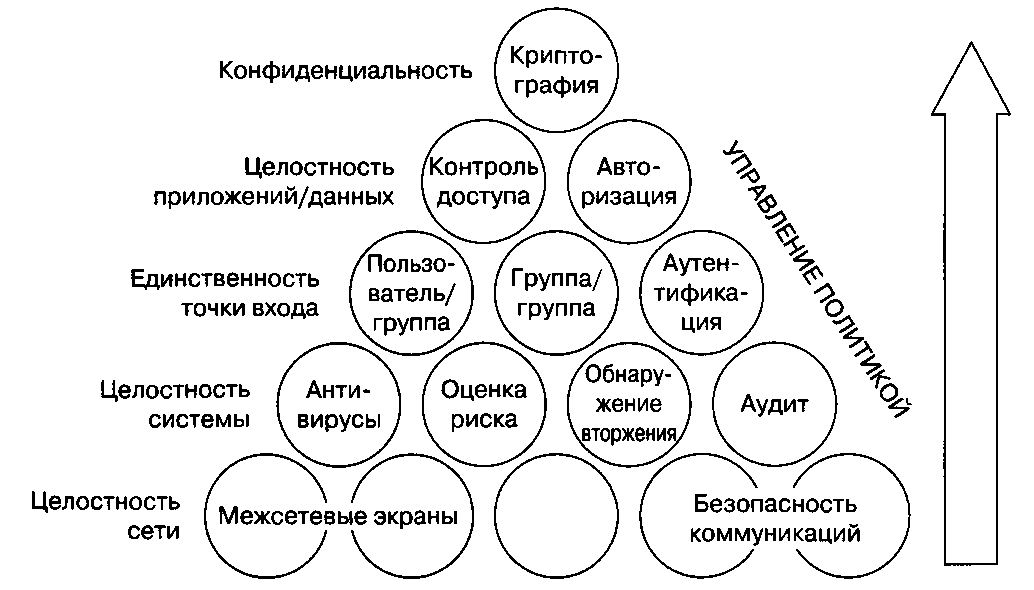 Конфиденциальность
Крипто-
графия
Целостность
приложений/данных
Контроль
доступа
Авто-
ризация
Единственность
точки входа
Пользо-
ватель/
группа
Группа/
группа
Аутен-
тифика-
ция
УПРАВЛЕНИЕ ПОЛИТИКОЙ
Целостность
системы
Анти-
вирусы
Оценка
риска
Обнару-
жение
вторжения
Аудит
Целостность
сети
Межсетевые экраны
Безопасность
коммуникаций